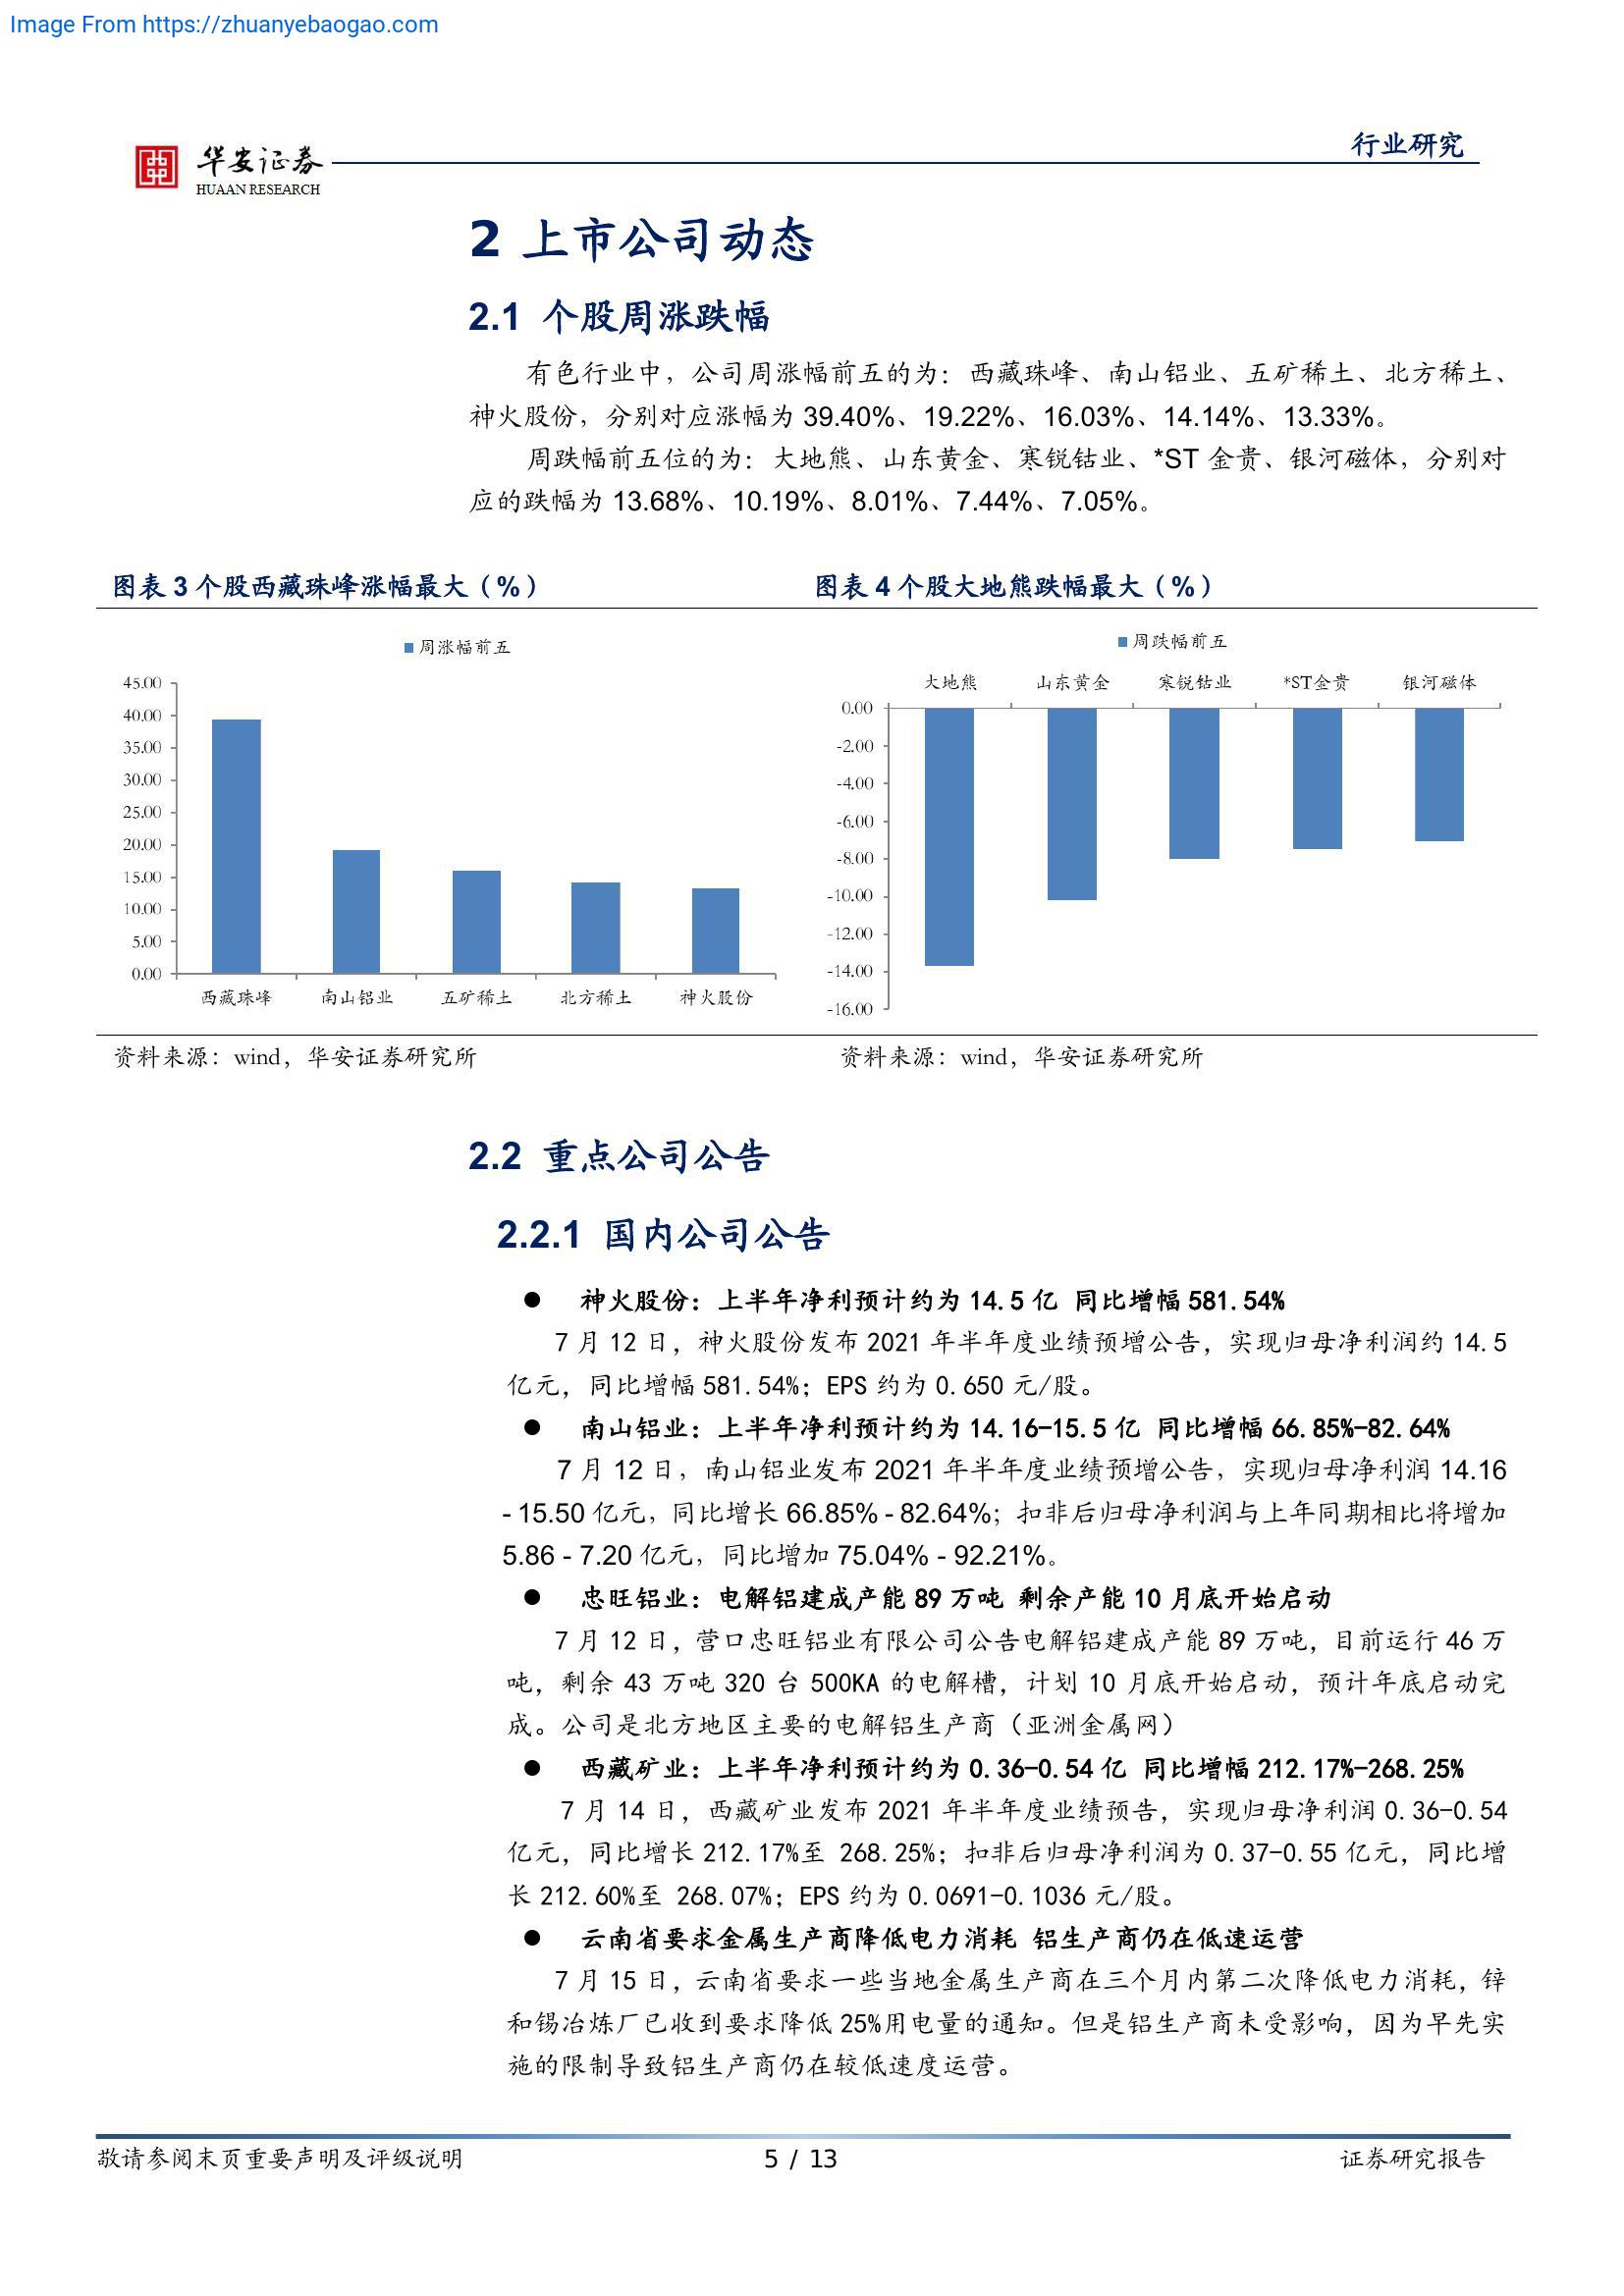 Image From https://zhuanyebaogao.com
行业研究
华安证券
HUAAN RESEARCH
2 上市公司动态
2.1 个股周涨跌幅
有色行业中，公司周涨幅前五的为：西藏珠峰、南山铝业、五矿稀土、北方稀土、
神火股份，分别对应涨幅为 39.40%、19.22%、16.03%、14.14%、13.33%。
周跌幅前五位的为：大地熊、山东黄金、寒锐钴业、*ST 金贵、银河磁体，分别对
应的跌幅为 13.68%、10.19%、8.01%、7.44%、7.05%。
图表 3 个股西藏珠峰涨幅最大（%）
周涨幅前五
45.00
40.00
35.00
30.00
25.00
20.00
15.00
10.00
5.00
0.00
西藏珠峰 南山铝业 五矿稀土 北方稀土 神火股份
资料来源：wind，华安证券研究所
图表 4 个股大地熊跌幅最大（%）
周跌幅前五
大地熊 山东黄金 寒锐钴业 *ST金贵 银河磁体
0.00
-2.00
-4.00
-6.00
-8.00
-10.00
-12.00
-14.00
-16.00
资料来源：wind，华安证券研究所
2.2 重点公司公告
2.2.1 国内公司公告
● 神火股份：上半年净利预计约为 14.5 亿 同比增幅 581.54%
7 月 12 日，神火股份发布 2021 年半年度业绩预增公告，实现归母净利润约 14.5
亿元，同比增幅 581.54%；EPS 约为 0.650 元/股。
● 南山铝业：上半年净利预计约为 14.16-15.5 亿 同比增幅 66.85%-82.64%
7 月 12 日，南山铝业发布 2021 年半年度业绩预增公告，实现归母净利润 14.16
- 15.50 亿元，同比增长 66.85% - 82.64%；扣非后归母净利润与上年同期相比将增加
5.86 - 7.20 亿元，同比增加 75.04% - 92.21%。
● 忠旺铝业：电解铝建成产能 89 万吨 剩余产能 10 月底开始启动
7 月 12 日，营口忠旺铝业有限公司公告电解铝建成产能 89 万吨，目前运行 46 万
吨，剩余 43 万吨 320 台 500KA 的电解槽，计划 10 月底开始启动，预计年底启动完
成。公司是北方地区主要的电解铝生产商（亚洲金属网）
● 西藏矿业：上半年净利预计约为 0.36-0.54 亿 同比增幅 212.17%-268.25%
7 月 14 日，西藏矿业发布 2021 年半年度业绩预告，实现归母净利润 0.36-0.54
亿元，同比增长 212.17%至 268.25%；扣非后归母净利润为 0.37-0.55 亿元，同比增
长 212.60%至 268.07%；EPS 约为 0.0691-0.1036 元/股。
● 云南省要求金属生产商降低电力消耗 铝生产商仍在低速运营
7 月 15 日，云南省要求一些当地金属生产商在三个月内第二次降低电力消耗，锌
和锡冶炼厂已收到要求降低 25%用电量的通知。但是铝生产商未受影响，因为早先实
施的限制导致铝生产商仍在较低速度运营。
敬请参阅末页重要声明及评级说明
5 / 13
证券研究报告